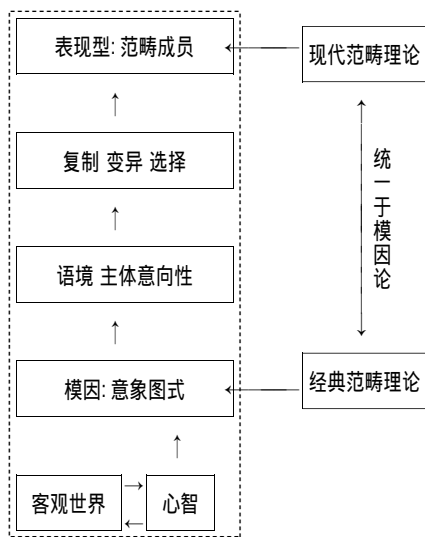 表现型: 范畴成员
现代范畴理论
复制 变异 选择
统一于模因论
语境 主体意向性
模因: 意象图式
经典范畴理论
客观世界
心智